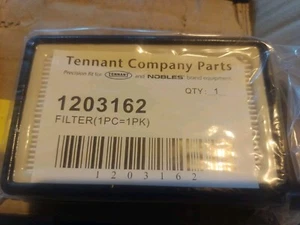 Tennant Company Parts
Precision fit for TENNANT and NOBLES brand equipment
QTY: 1
1203162
FILTER(1PC=1PK)
1203162